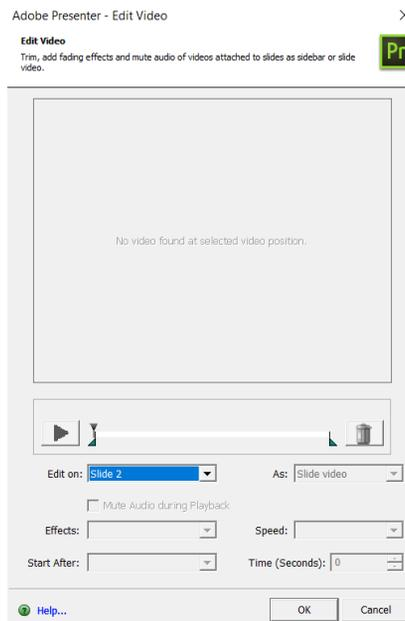 Adobe Presenter - Edit Video
Edit Video
Trim, add fading effects and mute audio of videos attached to slides as sidebar or slide
video.
Pr
No video found at selected video position.
Edit on: Slide 2 As: Slide video
Mute Audio during Playback
Effects: Speed:
Start After: Time (Seconds): 0
Help... OK Cancel